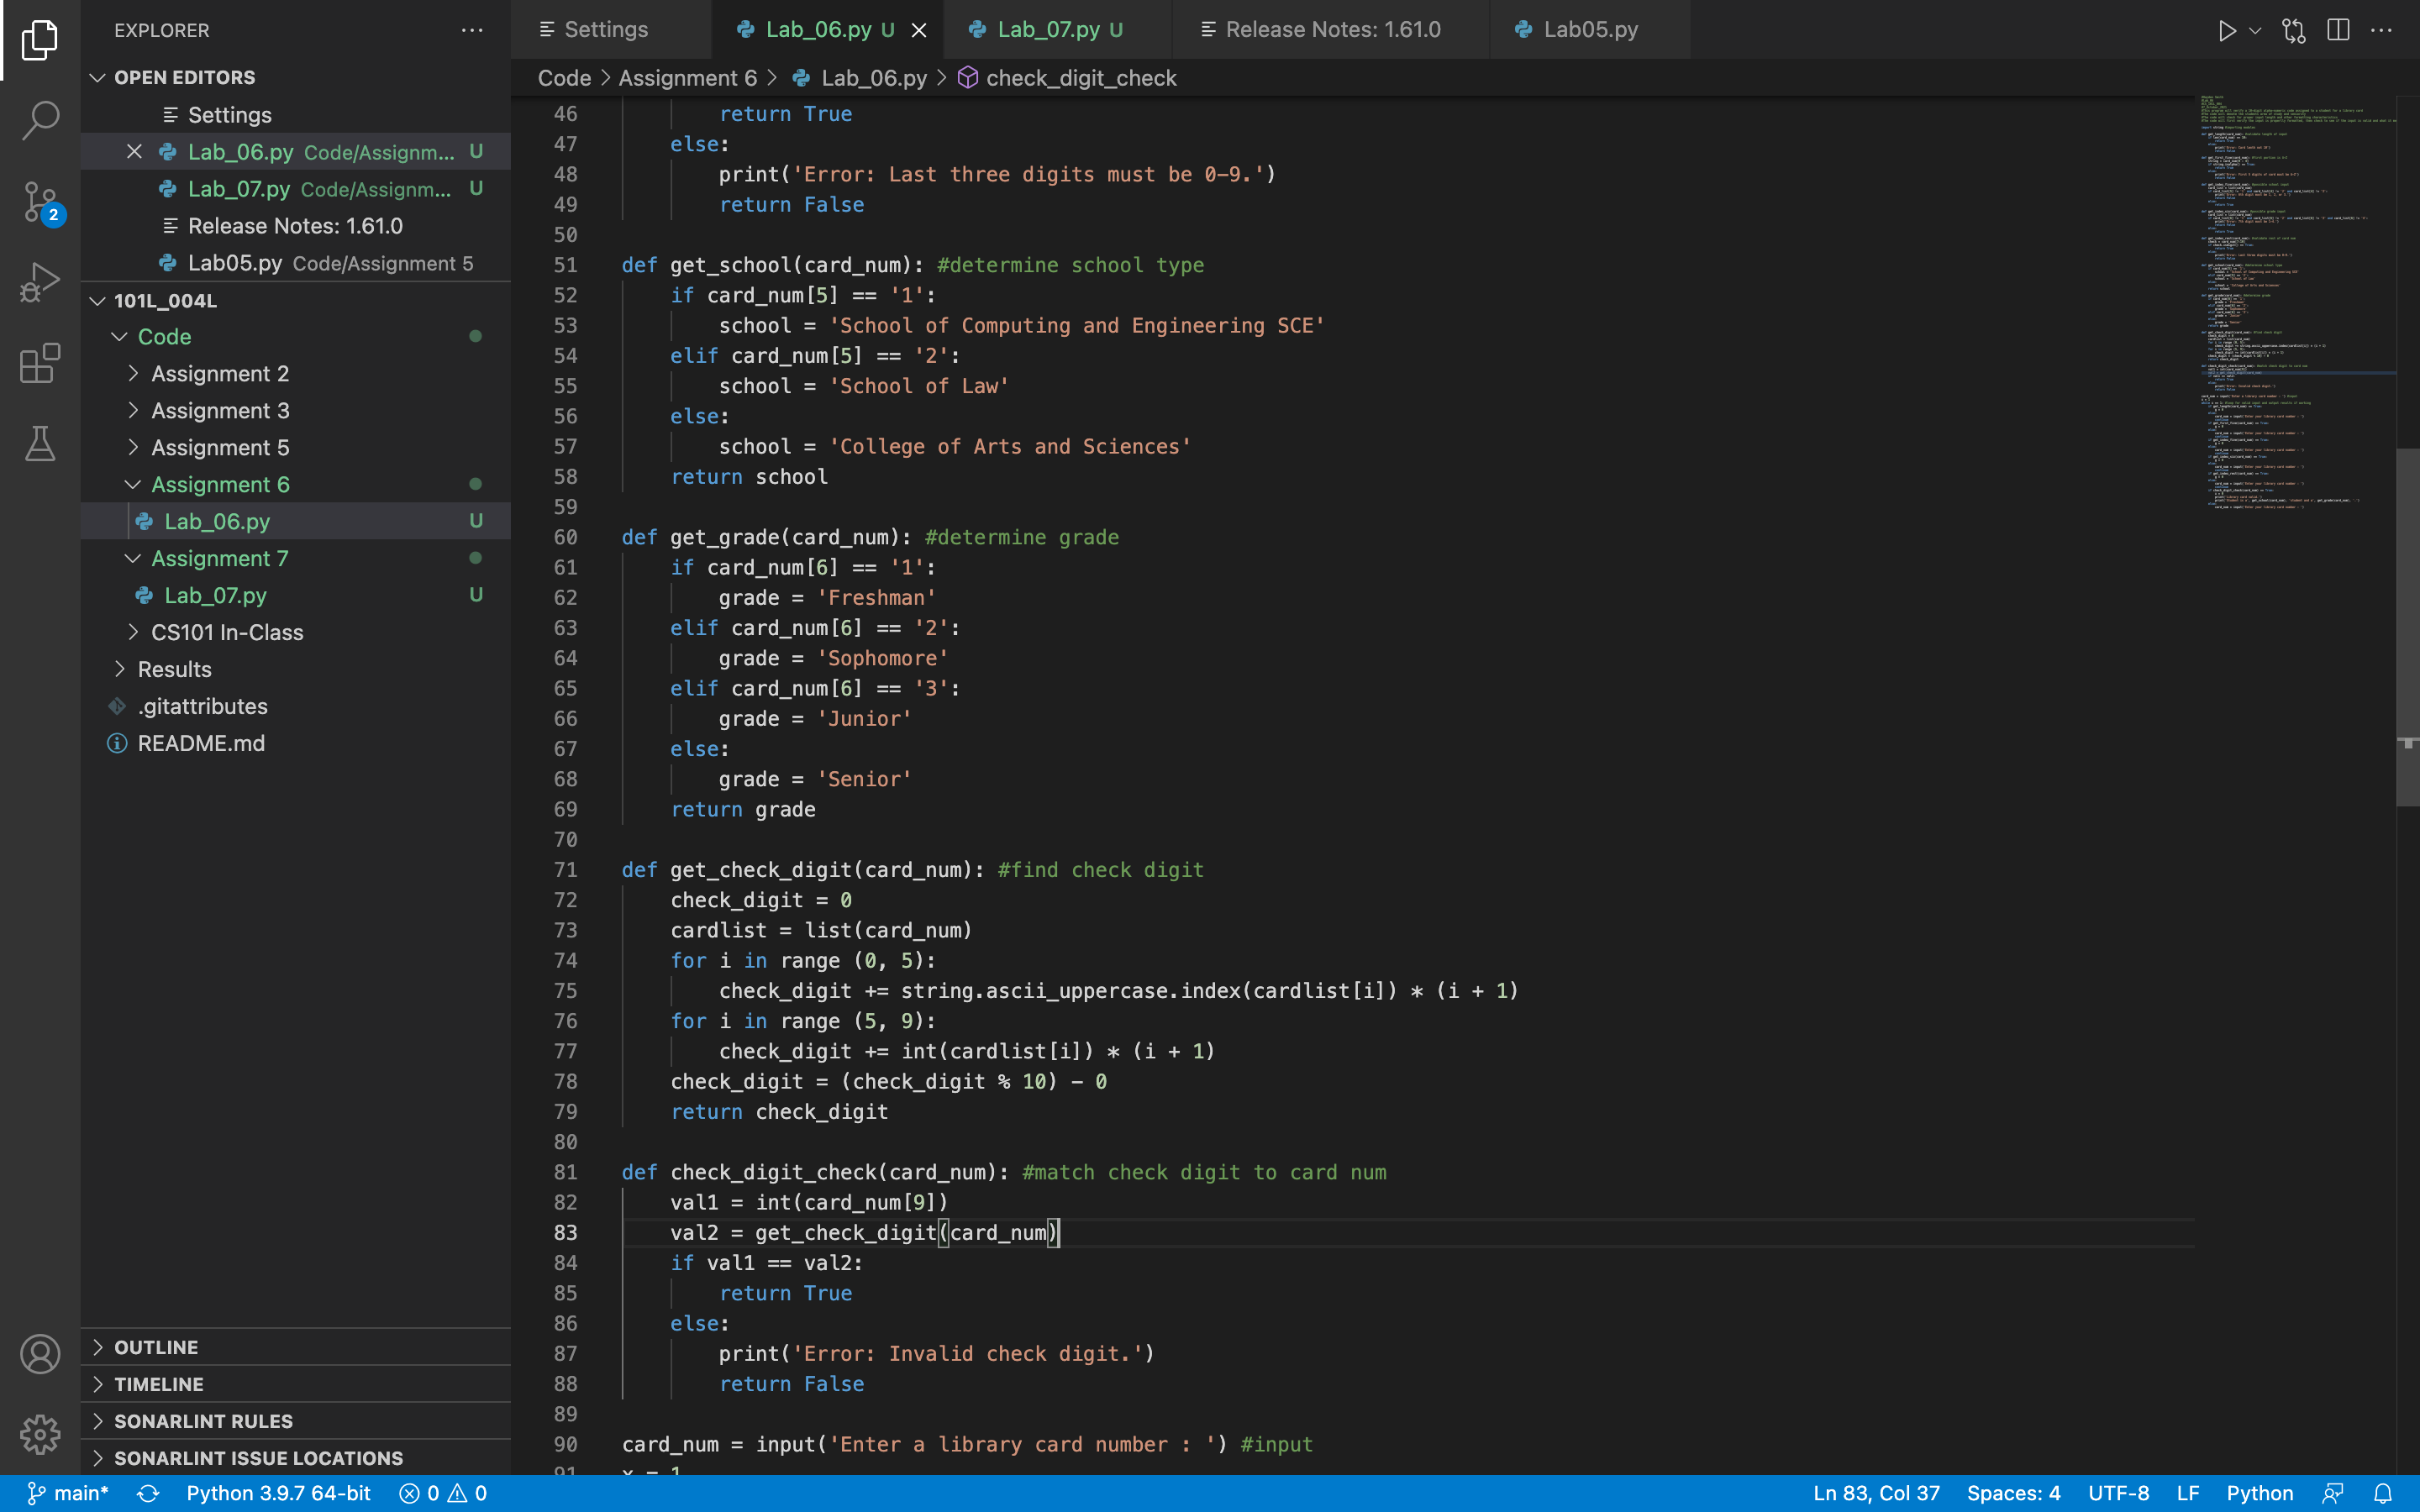 EXPLORER
OPEN EDITORS
Settings
Lab_06.py Code/Assignm... U
Lab_07.py Code/Assignm... U
Release Notes: 1.61.0
Lab05.py Code/Assignment 5
2
101L_004L
Code
Assignment 2
Assignment 3
Assignment 5
Assignment 6
Lab_06.py U
Assignment 7
Lab_07.py U
CS101 In-Class
Results
.gitattributes
README.md
OUTLINE
TIMELINE
SONARLINT RULES
SONARLINT ISSUE LOCATIONS
Settings Lab_06.py U Lab_07.py U Release Notes: 1.61.0 Lab05.py
Code > Assignment 6 > Lab_06.py > check_digit_check
46 return True
47 else:
48 print('Error: Last three digits must be 0-9.')
49 return False
50
51 def get_school(card_num): #determine school type
52 if card_num[5] == '1':
53 school = 'School of Computing and Engineering SCE'
54 elif card_num[5] == '2':
55 school = 'School of Law'
56 else:
57 school = 'College of Arts and Sciences'
58 return school
59
60 def get_grade(card_num): #determine grade
61 if card_num[6] == '1':
62 grade = 'Freshman'
63 elif card_num[6] == '2':
64 grade = 'Sophomore'
65 elif card_num[6] == '3':
66 grade = 'Junior'
67 else:
68 grade = 'Senior'
69 return grade
70
71 def get_check_digit(card_num): #find check digit
72 check_digit = 0
73 cardlist = list(card_num)
74 for i in range (0, 5):
75 check_digit += string.ascii_uppercase.index(cardlist[i]) * (i + 1)
76 for i in range (5, 9):
77 check_digit += int(cardlist[i]) * (i + 1)
78 check_digit = (check_digit % 10) - 0
79 return check_digit
80
81 def check_digit_check(card_num): #match check digit to card num
82 val1 = int(card_num[9])
83 val2 = get_check_digit(card_num)
84 if val1 == val2:
85 return True
86 else:
87 print('Error: Invalid check digit.')
88 return False
89
90 card_num = input('Enter a library card number : ') #input
91 x = 1
main* Python 3.9.7 64-bit 0 0 Ln 83, Col 37 Spaces: 4 UTF-8 LF Python